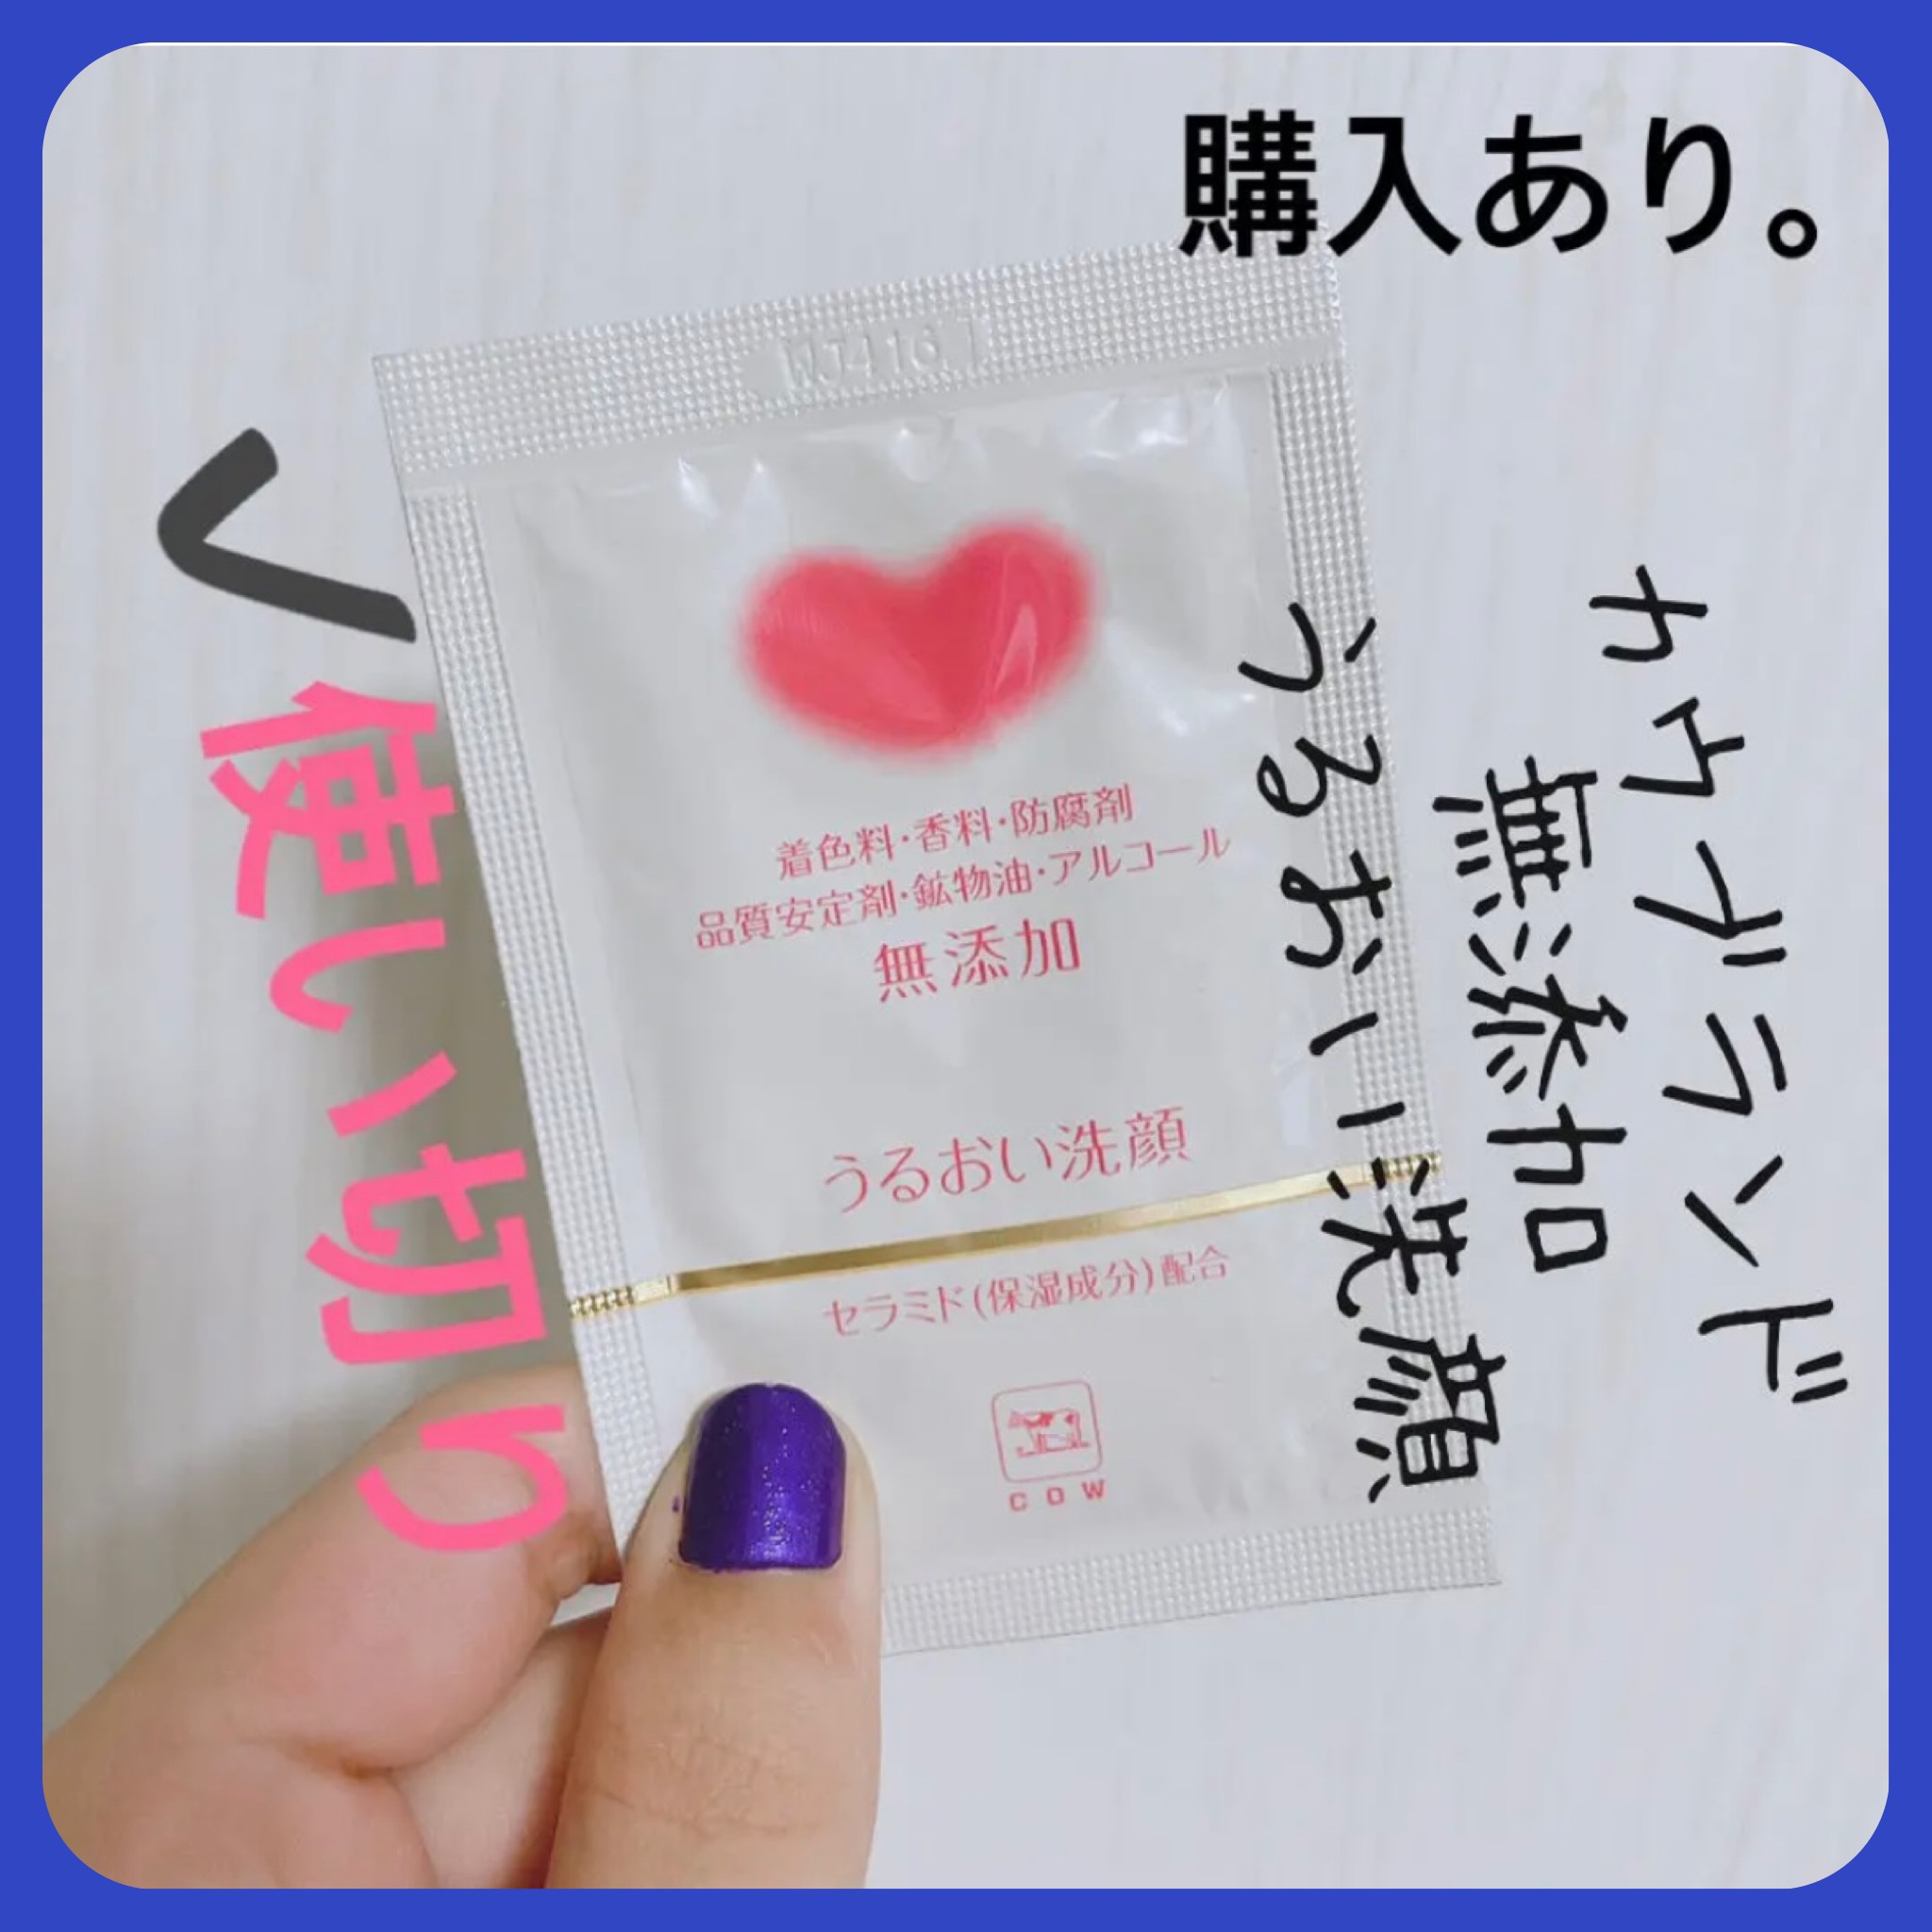 購入あり。
カウブランド
無添加
うるおい洗顔
✓使い切り
着色料・香料・防腐剤
品質安定剤・鉱物油・アルコール
無添加
うるおい洗顔
セラミド(保湿成分)配合
COW